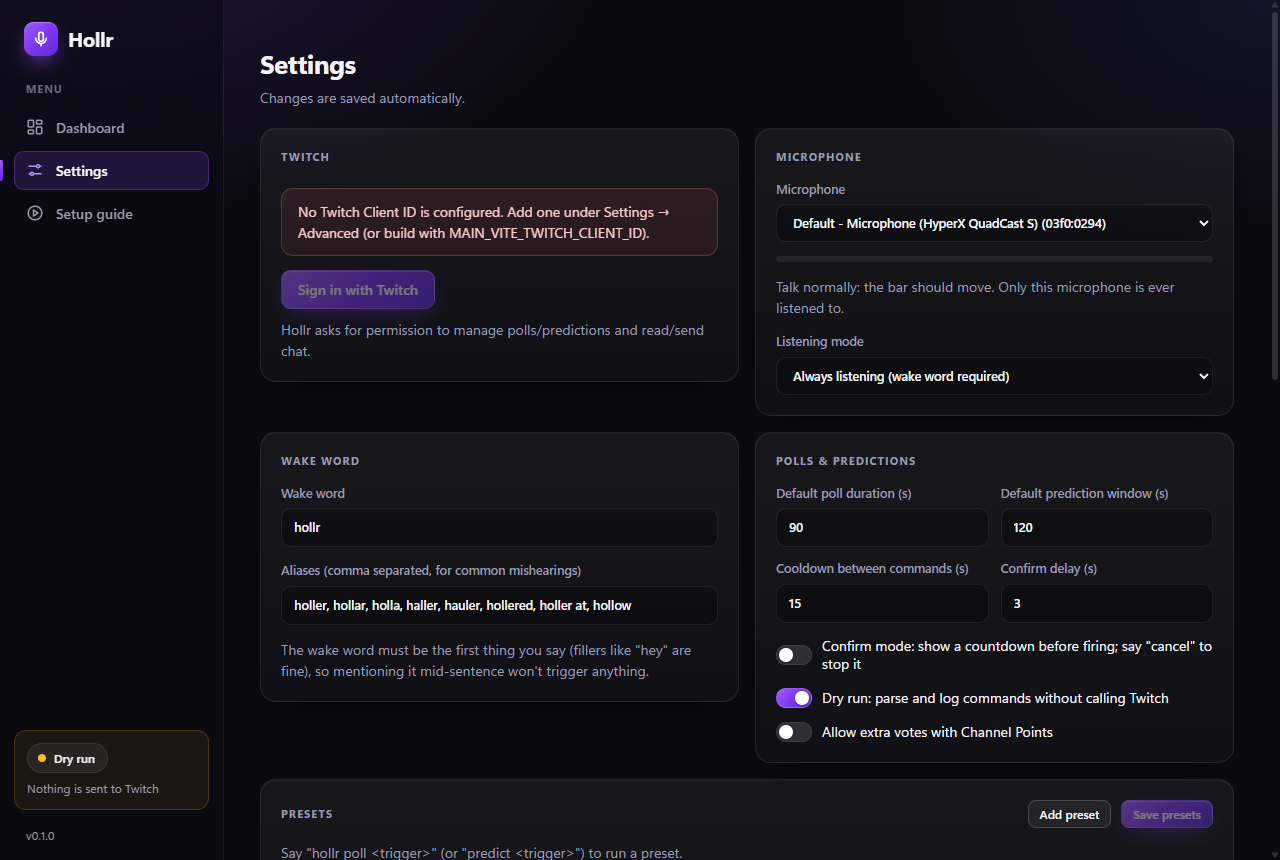 Hollr
MENU
Dashboard
Settings
Setup guide
Dry run
Nothing is sent to Twitch
v0.1.0
Settings
Changes are saved automatically.
TWITCH
No Twitch Client ID is configured. Add one under Settings →
Advanced (or build with MAIN_VITE_TWITCH_CLIENT_ID).
Sign in with Twitch
Hollr asks for permission to manage polls/predictions and read/send
chat.
MICROPHONE
Microphone
Default - Microphone (HyperX QuadCast S) (03f0:0294)
Talk normally: the bar should move. Only this microphone is ever
listened to.
Listening mode
Always listening (wake word required)
WAKE WORD
Wake word
hollr
Aliases (comma separated, for common mishearings)
holler, hollar, holla, haller, hauler, hollered, holler at, hollow
The wake word must be the first thing you say (fillers like "hey" are
fine), so mentioning it mid-sentence won't trigger anything.
POLLS & PREDICTIONS
Default poll duration (s)
Default prediction window (s)
90
120
Cooldown between commands (s)
Confirm delay (s)
15
3
Confirm mode: show a countdown before firing; say "cancel" to
stop it
Dry run: parse and log commands without calling Twitch
Allow extra votes with Channel Points
PRESETS
Add preset
Save presets
Say "hollr poll <trigger>" (or "predict <trigger>") to run a preset.